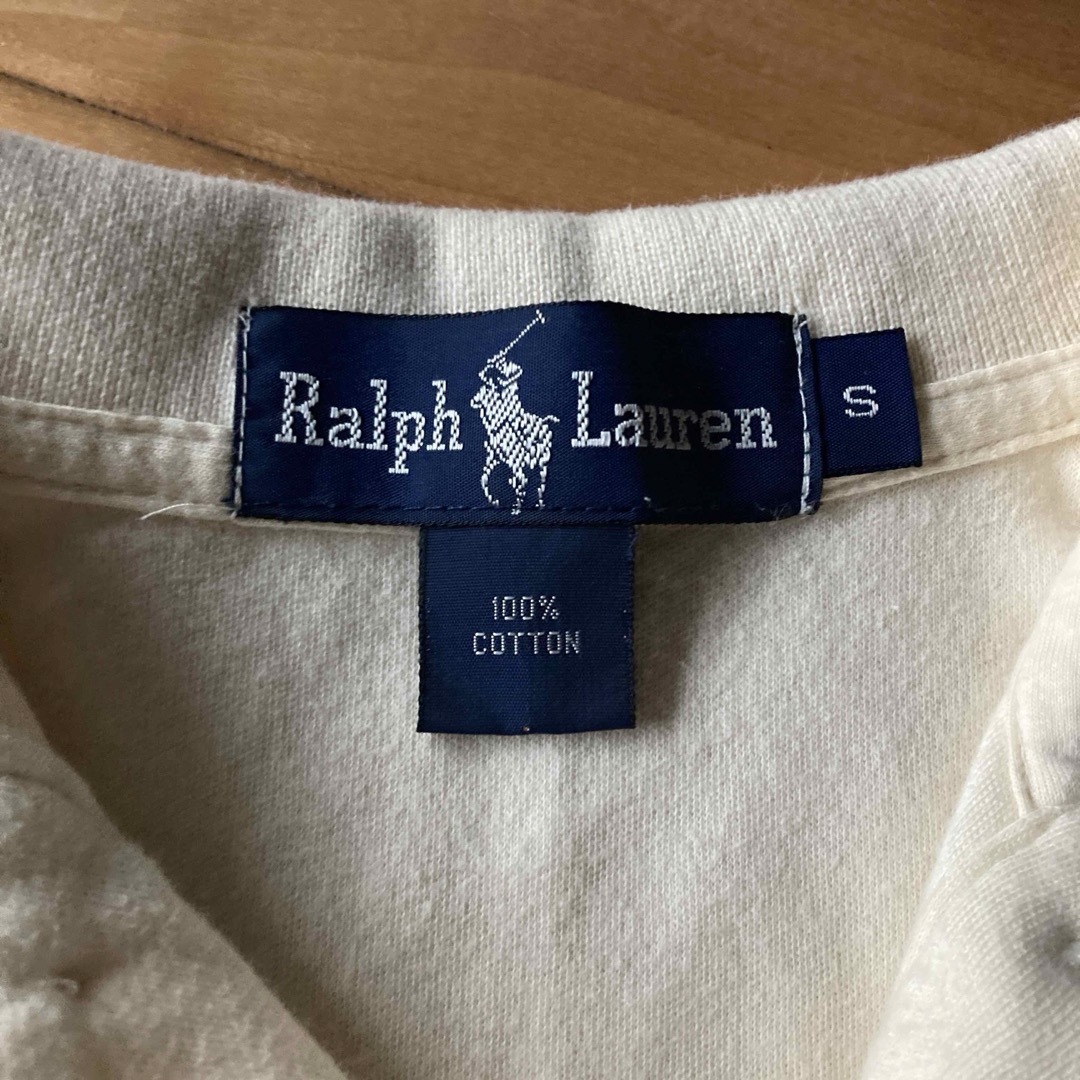 Ralph Lauren
S
100%
COTTON